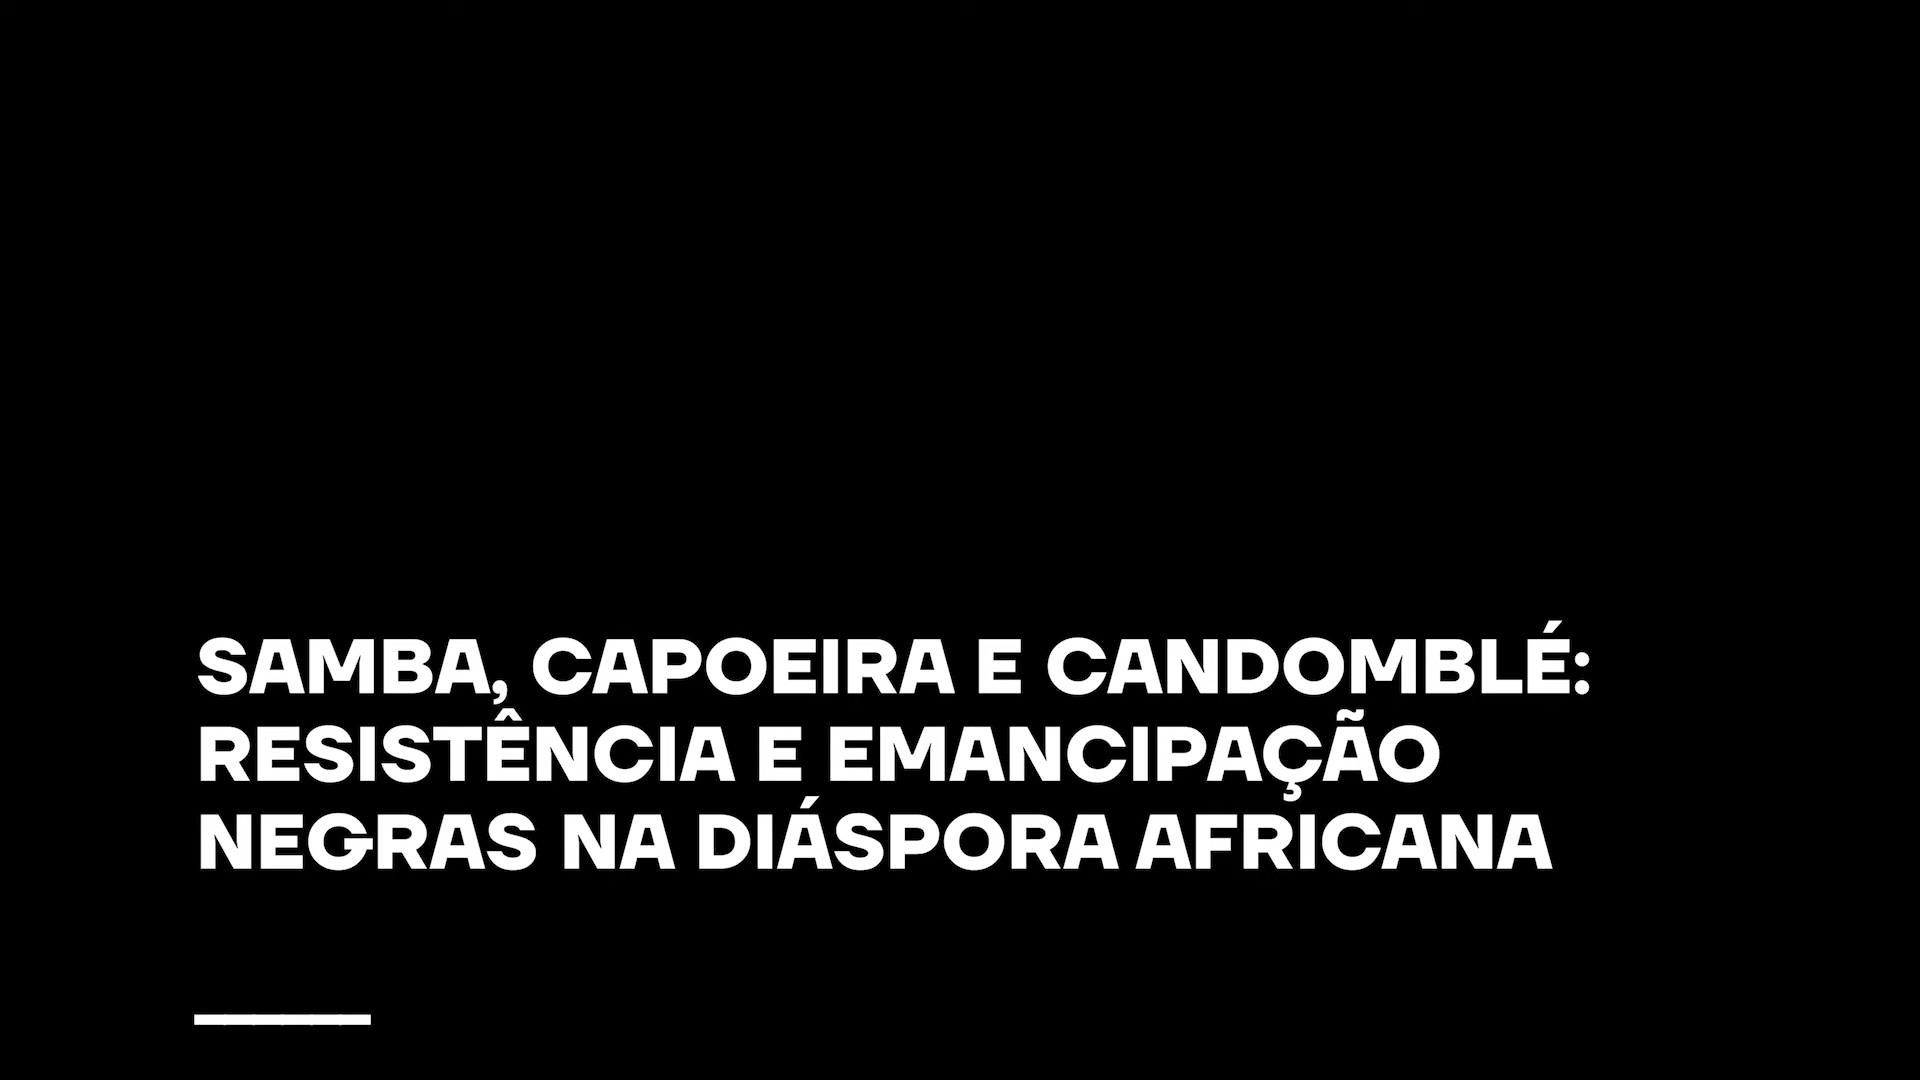 SAMBA, CAPOEIRA E CANDOMBLÉ:
RESISTÊNCIA E EMANCIPAÇÃO
NEGRAS NA DIÁSPORA AFRICANA